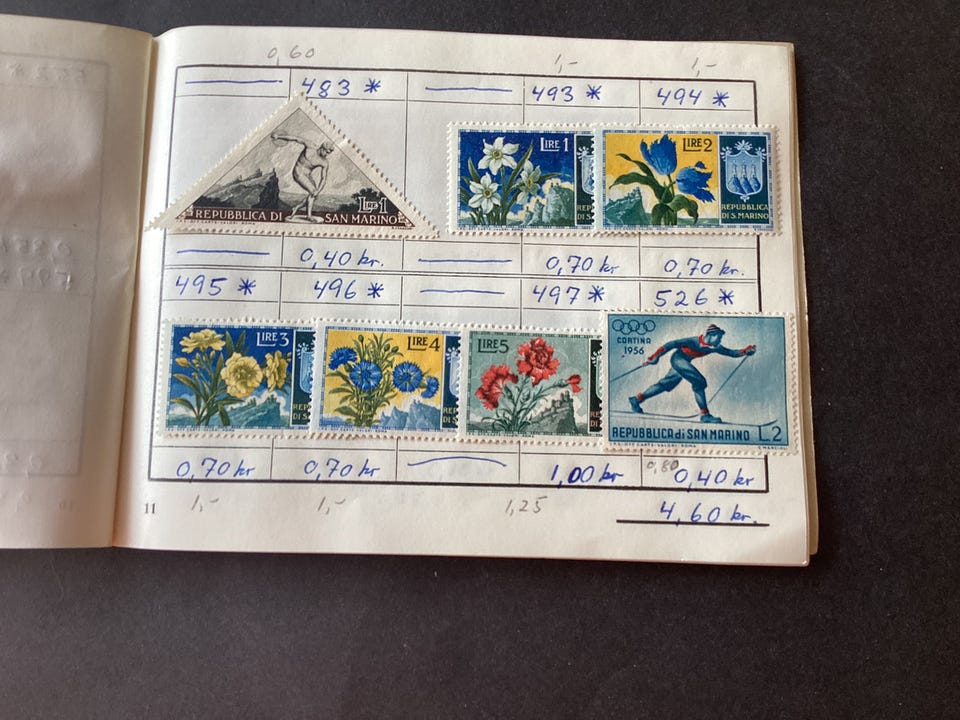 0,60
1,-
1,-
483 *
493 *
494 *
LIRE 1
REPUBBLICA DI SAN MARINO
LIRE 1
LIRE 2
REPUBBLICA
DI S. MARINO
0,40 kr.
0,70 kr
0,70 kr.
495 *
496 *
497 *
526 *
LIRE 3
LIRE 4
LIRE 5
CORTINA
1956
REPUBBLICA di SAN MARINO
L.2
0,70 kr
0,70 kr
1,00 kr
0,80
0,40 kr
11
1,-
1,-
1,25
4,60 kr.